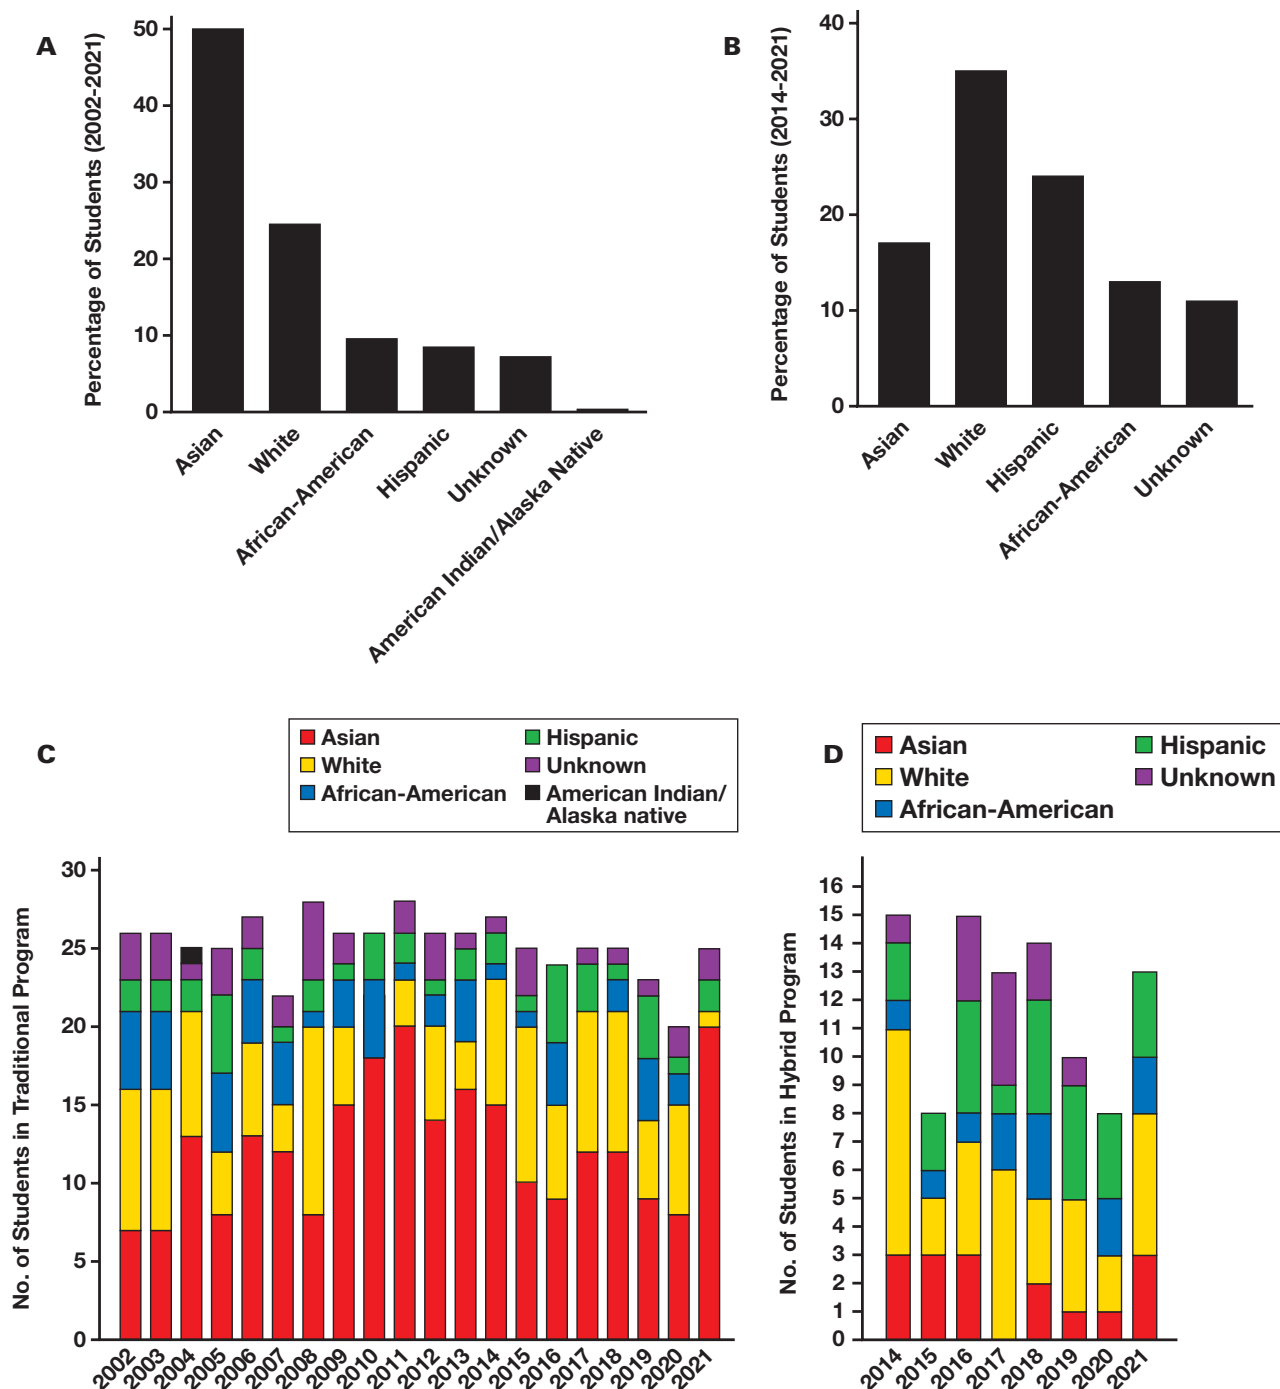 A
Percentage of Students (2002-2021)
50
40
30
20
10
0
Asian
White
African-American
Hispanic
Unknown
American Indian/Alaska Native
B
Percentage of Students (2014-2021)
40
30
20
10
0
Asian
White
Hispanic
African-American
Unknown
C
Asian
White
African-American
Hispanic
Unknown
American Indian/
Alaska native
No. of Students in Traditional Program
30
25
20
15
10
5
0
2002
2003
2004
2005
2006
2007
2008
2009
2010
2011
2012
2013
2014
2015
2016
2017
2018
2019
2020
2021
D
Asian
White
African-American
Hispanic
Unknown
No. of Students in Hybrid Program
16
15
14
13
11
10
9
8
7
6
5
4
3
2
1
0
2014
2015
2016
2017
2018
2019
2020
2021